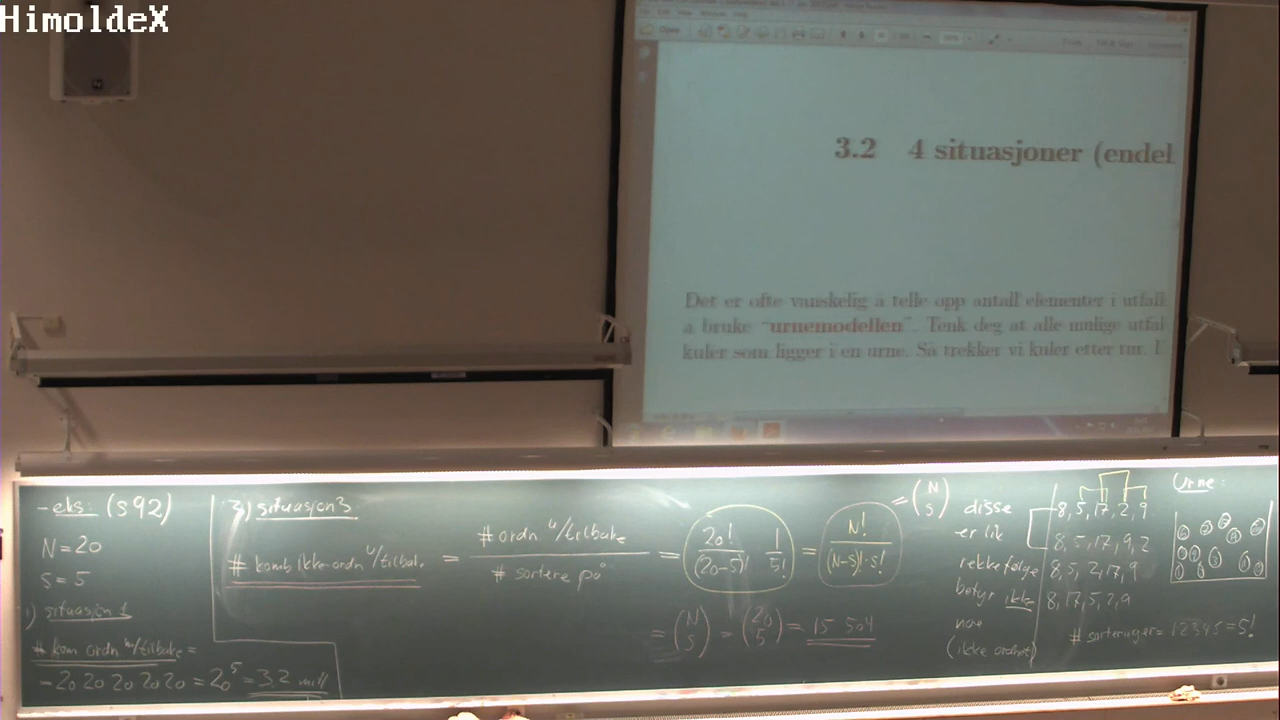 HimoldeX
Open
3.2 4 situasjoner (endel
Det er ofte vanskelig å telle opp antall elementer i utfall
å bruke "urnemodellen". Tenk deg at alle mulige utfal
kuler som ligger i en urne. Så trekker vi kuler etter tur.
- eks: (s 92)
N = 20
s = 5
1) situasjon 1
# kom ordn m/tilbake =
- 20 20 20 20 20 = 20^5 = 3.2 mill
3) situasjon 3
# komb ikke-ordn u/tilbak. = # ordn u/tilbake / # sortere på = 20!/(20-5)! 1/5! = N!/(N-s)!·s! = (N s)
= (N s) = (20 5) = 15 504
disse
er lik
rekkefølge
betyr ikke
noe
(ikke ordnet)
8, 5, 17, 2, 9
8, 5, 17, 9, 2
8, 5, 2, 17, 9
8, 17, 5, 2, 9
# sorteringer = 1 2 3 4 5 = 5!
Urne: